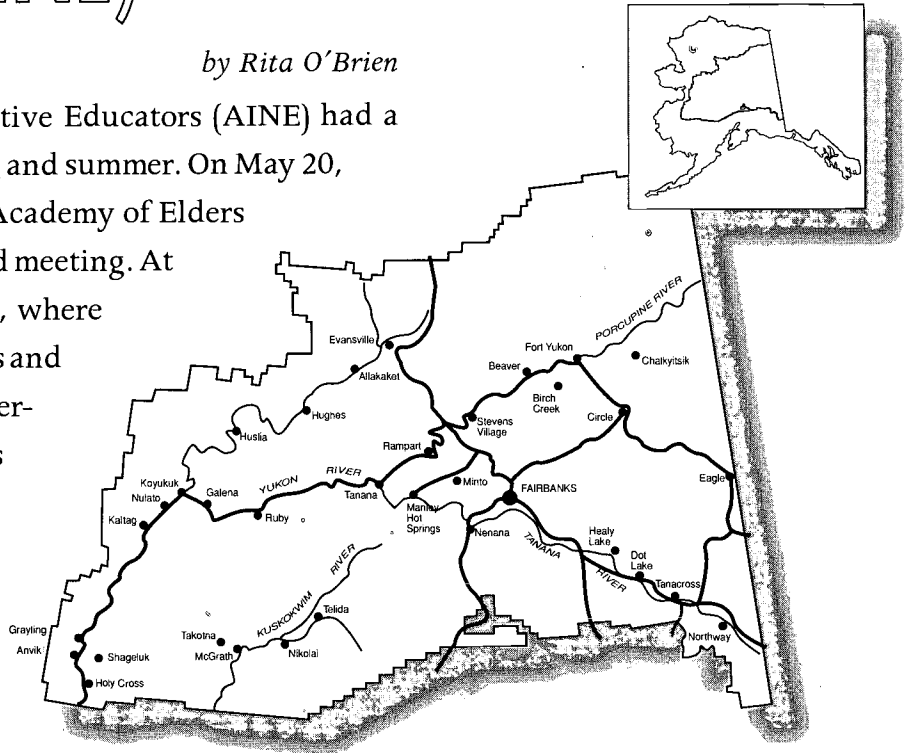 by Rita O'Brien
tive Educators (AINE) had a
and summer. On May 20,
Academy of Elders
d meeting. At
, where
s and
er-
s
Evansville
Allakaket
Hughes
Huslia
Koyukuk
Nulato
Kaltag
Galena
YUKON RIVER
Ruby
Tanana
Rampart
Stevens
Village
Beaver
Birch
Creek
Fort Yukon
PORCUPINE RIVER
Chalkyitsik
Circle
Eagle
Minto
Manley
Hot
Springs
FAIRBANKS
Nenana
TANANA
RIVER
Healy
Lake
Dot
Lake
Tanacross
Northway
KUSKOKWIM RIVER
Telida
Nikolai
Takotna
McGrath
Grayling
Anvik
Shageluk
Holy Cross